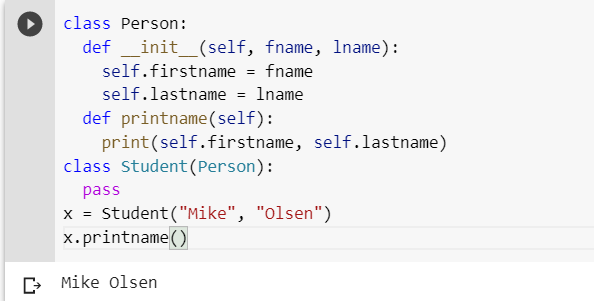 class Person:
  def __init__(self, fname, lname):
    self.firstname = fname
    self.lastname = lname
  def printname(self):
    print(self.firstname, self.lastname)
class Student(Person):
  pass
x = Student("Mike", "Olsen")
x.printname()
Mike Olsen